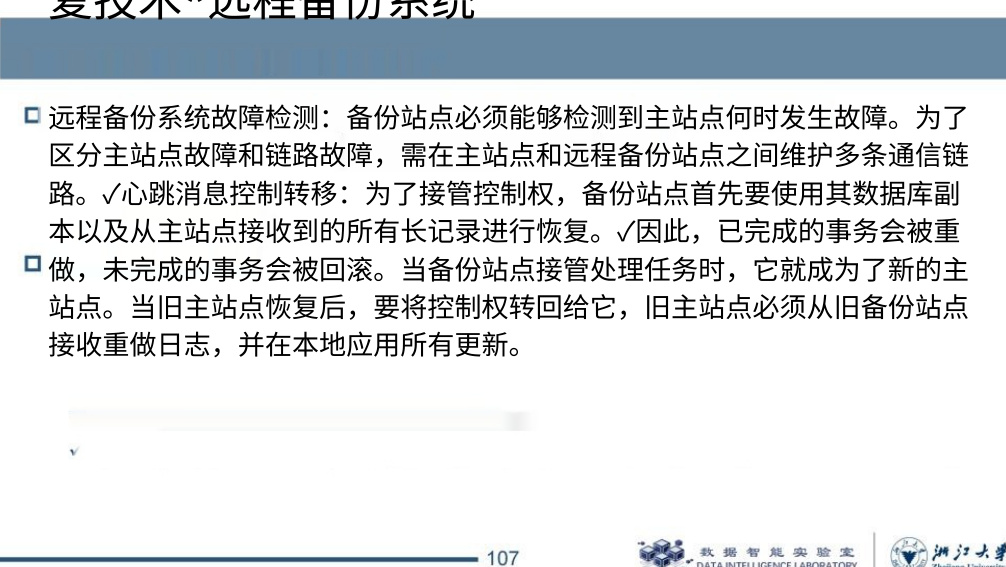 复技术*远程备份系统
远程备份系统故障检测：备份站点必须能够检测到主站点何时发生故障。为了
区分主站点故障和链路故障，需在主站点和远程备份站点之间维护多条通信链
路。✓心跳消息控制转移：为了接管控制权，备份站点首先要使用其数据库副
本以及从主站点接收到的所有长记录进行恢复。✓因此，已完成的事务会被重
做，未完成的事务会被回滚。当备份站点接管处理任务时，它就成为了新的主
站点。当旧主站点恢复后，要将控制权转回给它，旧主站点必须从旧备份站点
接收重做日志，并在本地应用所有更新。
✓
107
数据智能实验室
DATA INTELLIGENCE LABORATORY
浙江大学
Zhejiang University